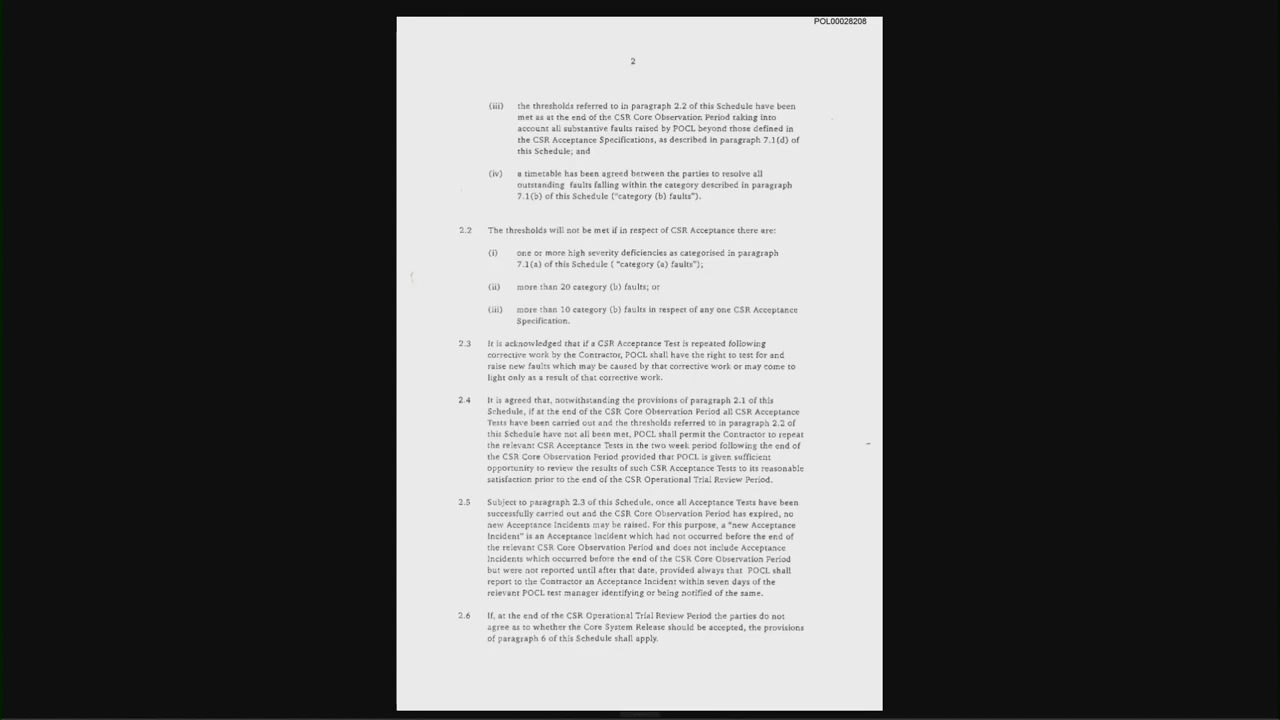 POL00028208
2
(iii) the thresholds referred to in paragraph 2.2 of this Schedule have been
met as at the end of the CSR Core Observation Period taking into
account all substantive faults raised by POCL beyond those defined in
the CSR Acceptance Specifications, as described in paragraph 7.1(d) of
this Schedule; and
(iv) a timetable has been agreed between the parties to resolve all
outstanding faults falling within the category described in paragraph
7.1(b) of this Schedule ("category (b) faults").
2.2 The thresholds will not be met if in respect of CSR Acceptance there are:
(i) one or more high severity deficiencies as categorised in paragraph
7.1(a) of this Schedule ( "category (a) faults");
(ii) more than 20 category (b) faults; or
(iii) more than 10 category (b) faults in respect of any one CSR Acceptance
Specification.
2.3 It is acknowledged that if a CSR Acceptance Test is repeated following
corrective work by the Contractor, POCL shall have the right to test for and
raise new faults which may be caused by that corrective work or may come to
light only as a result of that corrective work.
2.4 It is agreed that, notwithstanding the provisions of paragraph 2.1 of this
Schedule, if at the end of the CSR Core Observation Period all CSR Acceptance
Tests have been carried out and the thresholds referred to in paragraph 2.2 of
this Schedule have not all been met, POCL shall permit the Contractor to repeat
the relevant CSR Acceptance Tests in the two week period following the end of
the CSR Core Observation Period provided that POCL is given sufficient
opportunity to review the results of such CSR Acceptance Tests to its reasonable
satisfaction prior to the end of the CSR Operational Trial Review Period.
2.5 Subject to paragraph 2.3 of this Schedule, once all Acceptance Tests have been
successfully carried out and the CSR Core Observation Period has expired, no
new Acceptance Incidents may be raised. For this purpose, a "new Acceptance
Incident" is an Acceptance Incident which had not occurred before the end of
the relevant CSR Core Observation Period and does not include Acceptance
Incidents which occurred before the end of the CSR Core Observation Period
but were not reported until after that date, provided always that POCL shall
report to the Contractor an Acceptance Incident within seven days of the
relevant POCL test manager identifying or being notified of the same.
2.6 If, at the end of the CSR Operational Trial Review Period the parties do not
agree as to whether the Core System Release should be accepted, the provisions
of paragraph 6 of this Schedule shall apply.